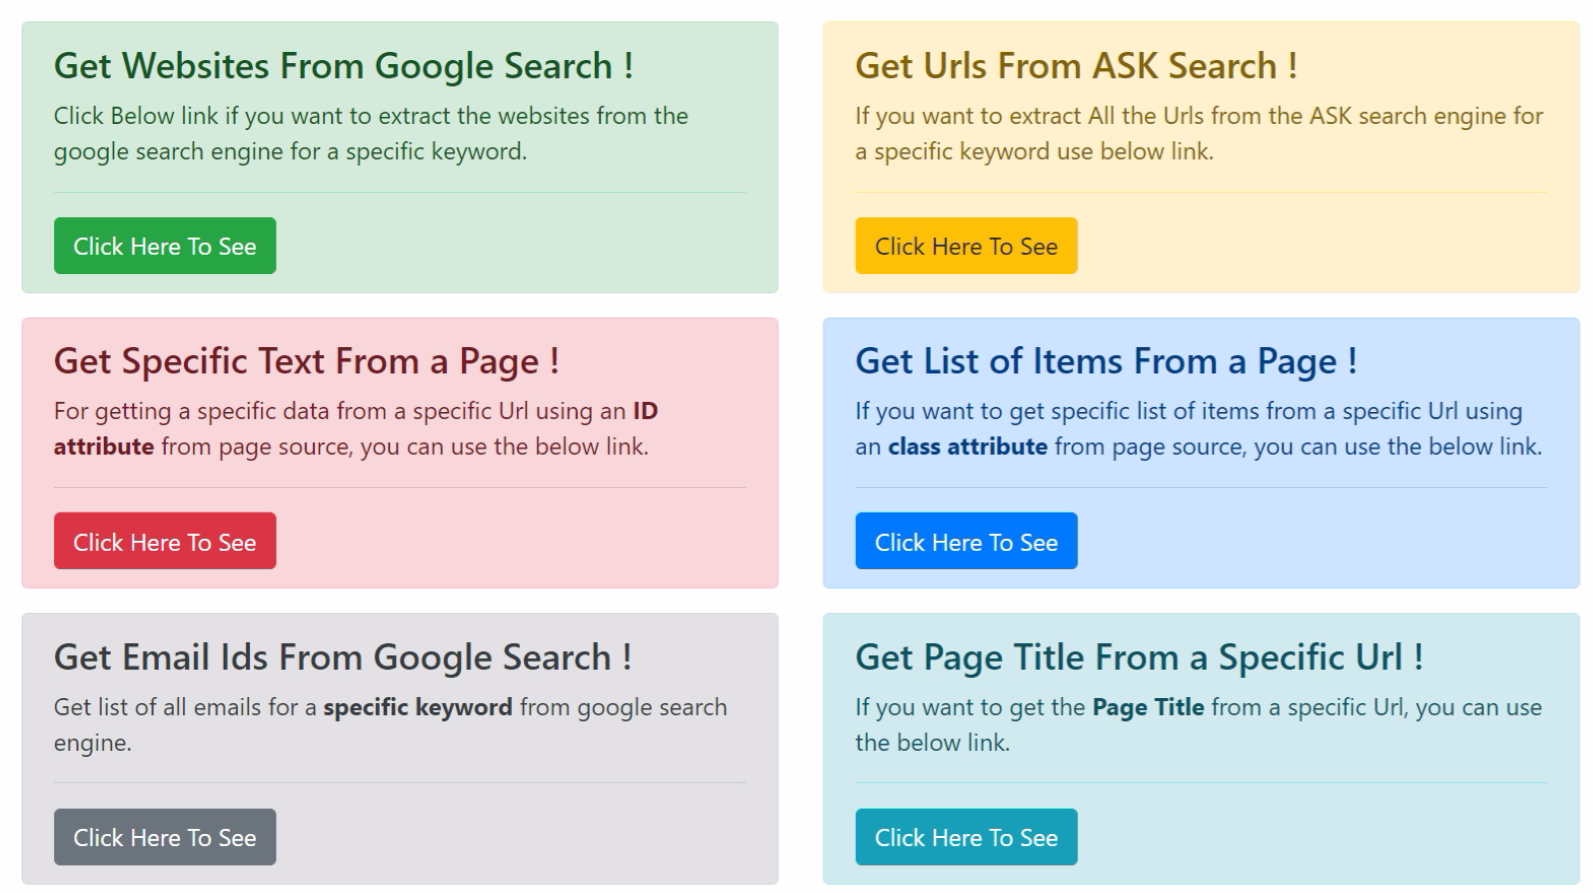 Get Websites From Google Search !
Click Below link if you want to extract the websites from the
google search engine for a specific keyword.
Click Here To See
Get Urls From ASK Search !
If you want to extract All the Urls from the ASK search engine for
a specific keyword use below link.
Click Here To See
Get Specific Text From a Page !
For getting a specific data from a specific Url using an ID
attribute from page source, you can use the below link.
Click Here To See
Get List of Items From a Page !
If you want to get specific list of items from a specific Url using
an class attribute from page source, you can use the below link.
Click Here To See
Get Email Ids From Google Search !
Get list of all emails for a specific keyword from google search
engine.
Click Here To See
Get Page Title From a Specific Url !
If you want to get the Page Title from a specific Url, you can use
the below link.
Click Here To See